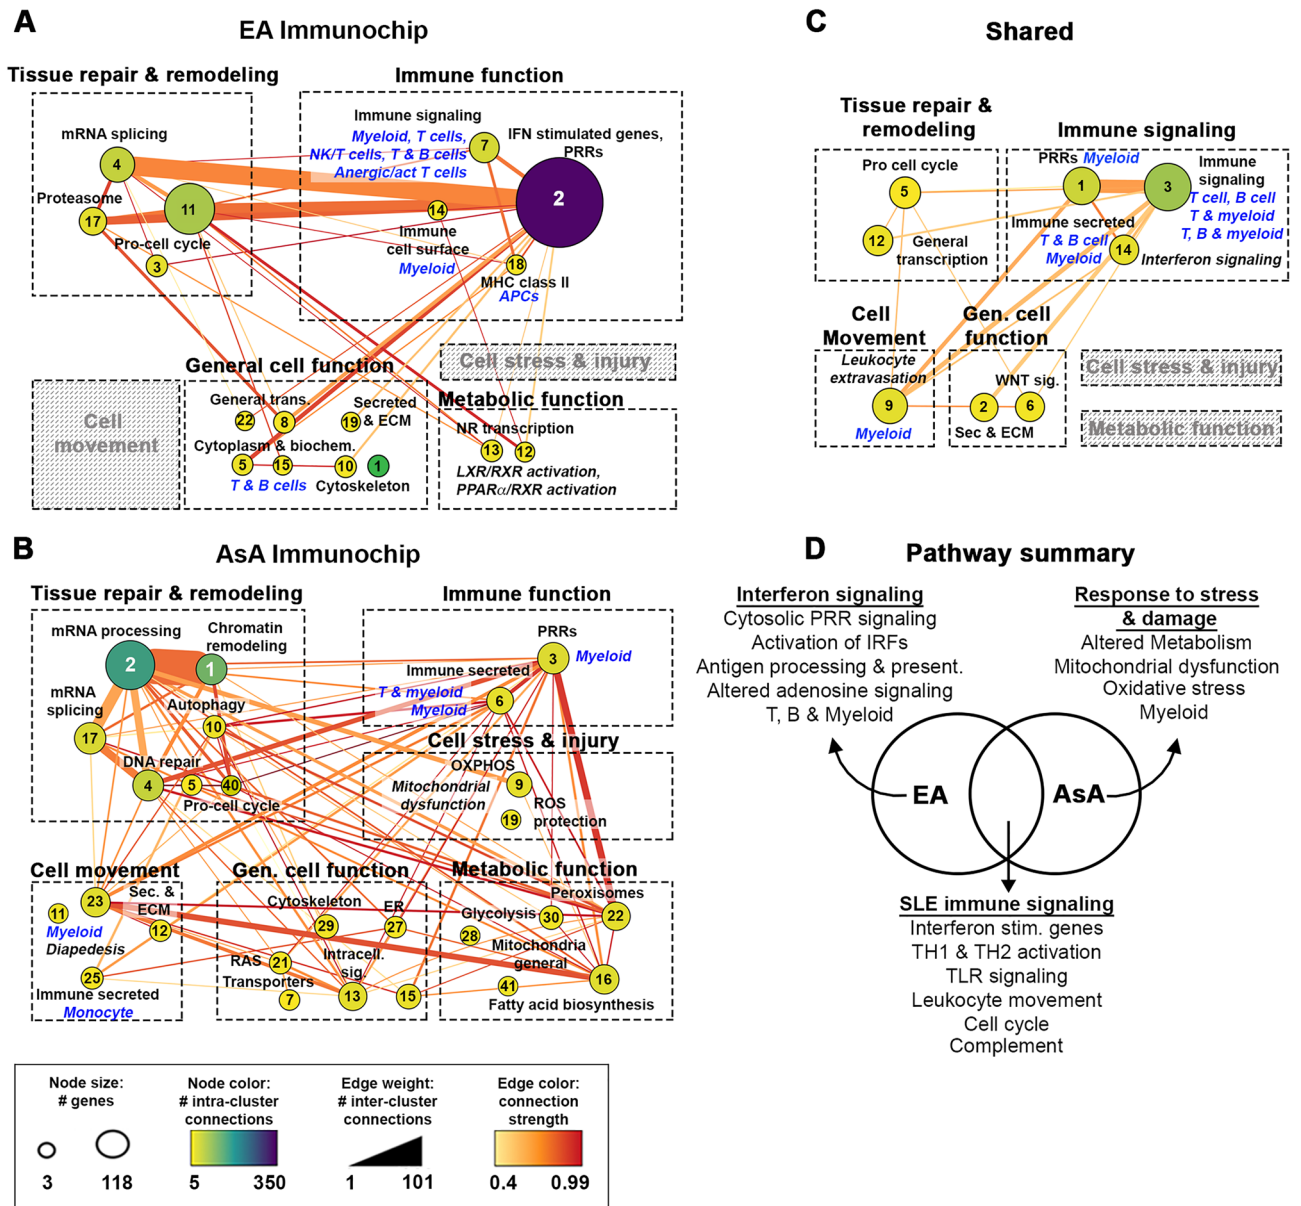 A
EA Immunochip
Tissue repair & remodeling
Immune function
mRNA splicing
4
Proteasome
17
11
Pro-cell cycle
3
Immune signaling
Myeloid, T cells,
NK/T cells, T & B cells
Anergic/act T cells
7
IFN stimulated genes,
PRRs
2
14
Immune
cell surface
Myeloid
18
MHC class II
APCs
Cell
movement
General cell function
General trans.
22
8
19
Secreted
& ECM
Cytoplasm & biochem.
5
15
10
1
T & B cells
Cytoskeleton
Cell stress & injury
Metabolic function
NR transcription
13
12
LXR/RXR activation,
PPARα/RXR activation
B
AsA Immunochip
Tissue repair & remodeling
Immune function
mRNA processing
2
Chromatin
remodeling
1
mRNA
splicing
17
Autophagy
10
DNA repair
4
5
40
Pro-cell cycle
PRRs
3
Myeloid
Immune secreted
T & myeloid
Myeloid
6
Cell stress & injury
OXPHOS
9
Mitochondrial
dysfunction
19
ROS
protection
Cell movement
23
Sec. &
ECM
11
12
Myeloid
Diapedesis
25
Immune secreted
Monocyte
Gen. cell function
Cytoskeleton
29
ER
27
RAS
21
Intracell.
sig.
Transporters
7
13
15
Metabolic function
Peroxisomes
Glycolysis
30
22
28
Mitochondria
general
16
41
Fatty acid biosynthesis
Node size:
# genes
3
118
Node color:
# intra-cluster
connections
5
350
Edge weight:
# inter-cluster
connections
1
101
Edge color:
connection
strength
0.4
0.99
C
Shared
Tissue repair &
remodeling
Immune signaling
Pro cell cycle
5
12
General
transcription
PRRs Myeloid
1
3
Immune
signaling
T cell, B cell
T & myeloid
T, B & myeloid
Immune secreted
T & B cell
Myeloid
14
Interferon signaling
Cell
Movement
Leukocyte
extravasation
9
Myeloid
Gen. cell
function
WNT sig.
2
6
Sec & ECM
Cell stress & injury
Metabolic function
D
Pathway summary
Interferon signaling
Cytosolic PRR signaling
Activation of IRFs
Antigen processing & present.
Altered adenosine signaling
T, B & Myeloid
Response to stress
& damage
Altered Metabolism
Mitochondrial dysfunction
Oxidative stress
Myeloid
EA
AsA
SLE immune signaling
Interferon stim. genes
TH1 & TH2 activation
TLR signaling
Leukocyte movement
Cell cycle
Complement